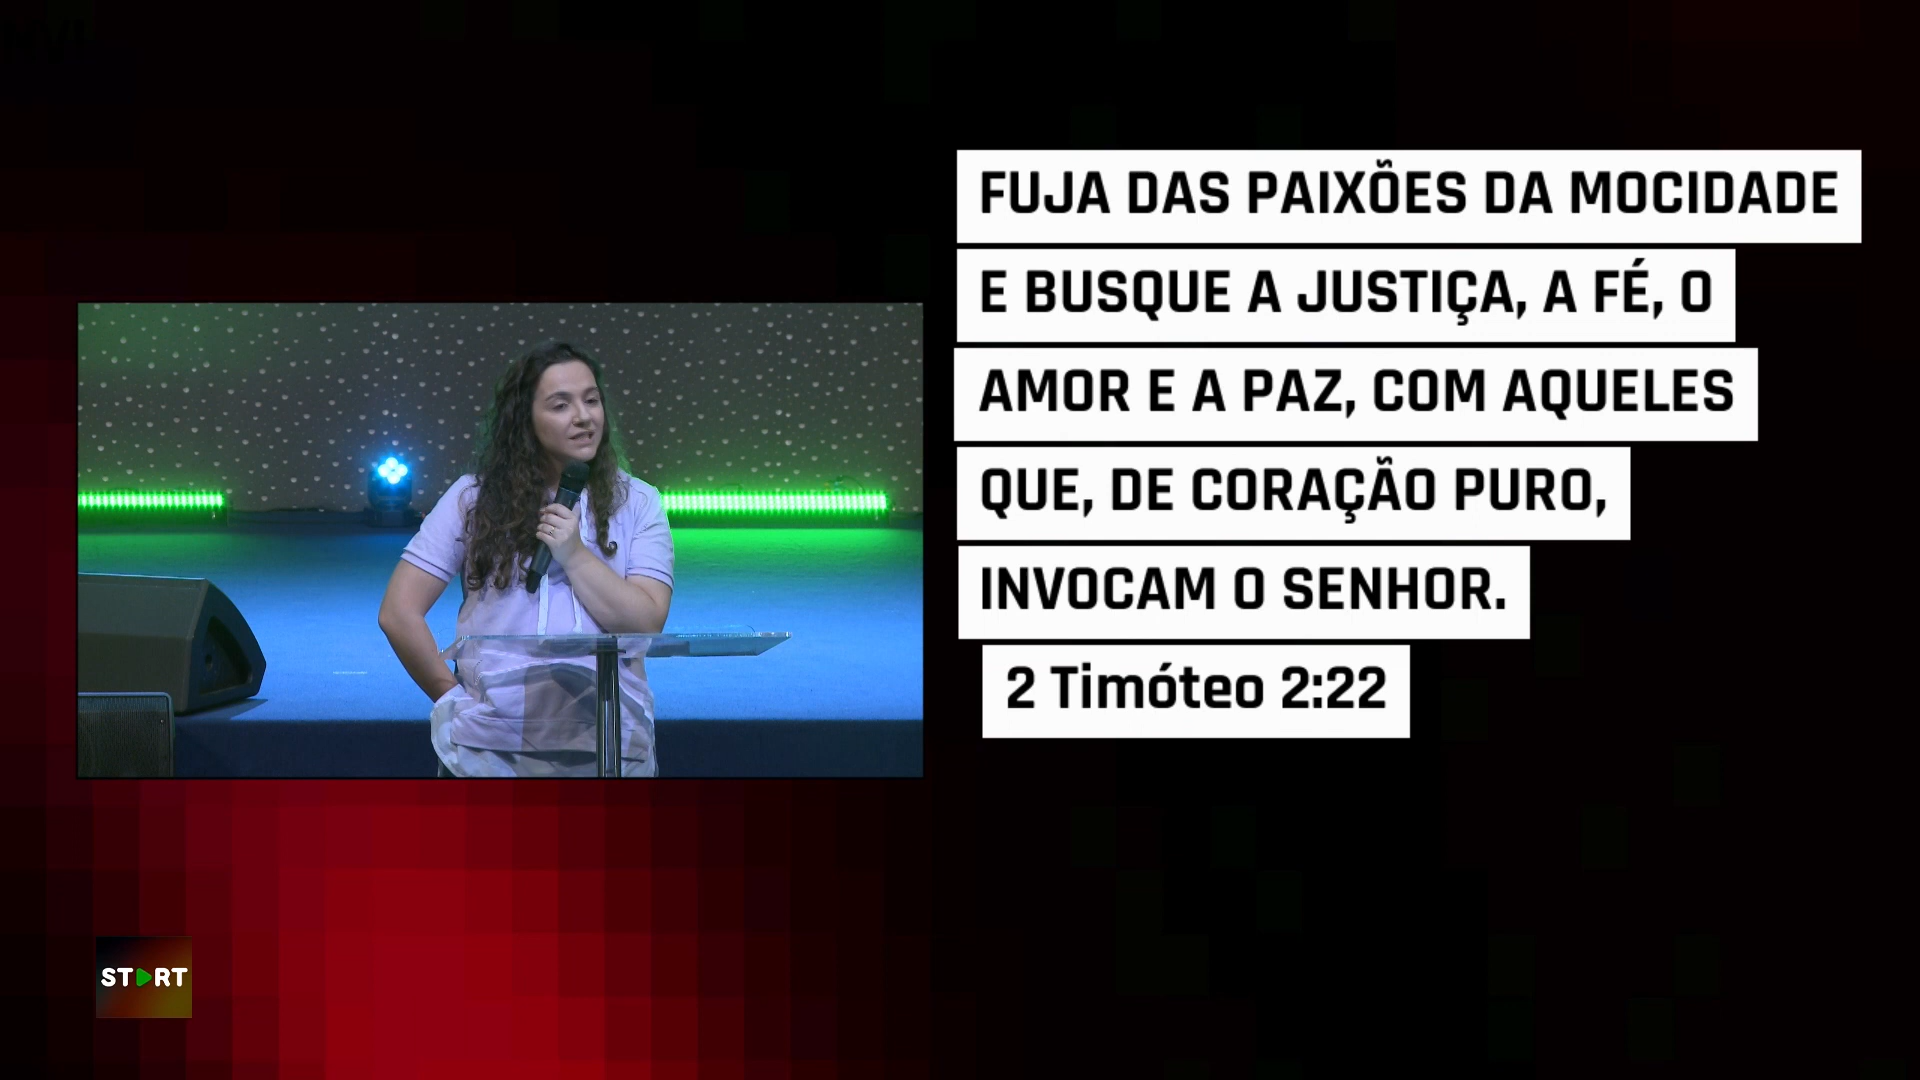 FUJA DAS PAIXÕES DA MOCIDADE
E BUSQUE A JUSTIÇA, A FÉ, O
AMOR E A PAZ, COM AQUELES
QUE, DE CORAÇÃO PURO,
INVOCAM O SENHOR.
2 Timóteo 2:22
START